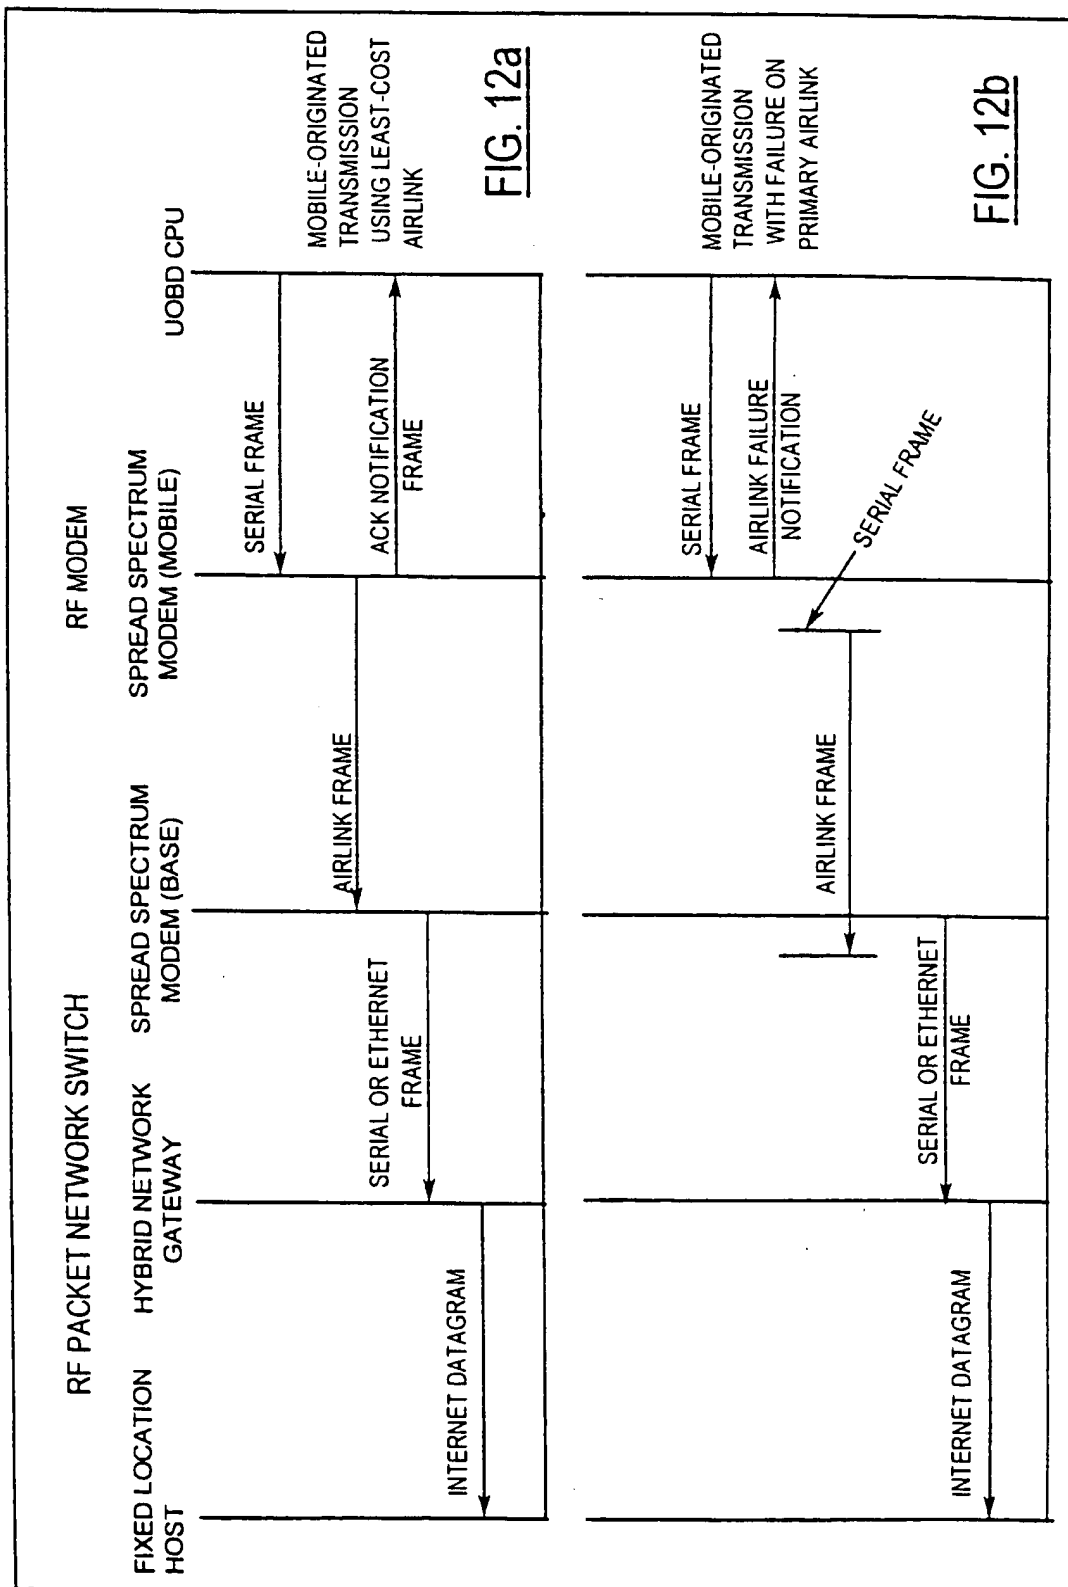 RF PACKET NETWORK SWITCH
RF MODEM
FIXED LOCATION
HOST
HYBRID NETWORK
GATEWAY
SPREAD SPECTRUM
MODEM (BASE)
SPREAD SPECTRUM
MODEM (MOBILE)
UOBD CPU
SERIAL FRAME
ACK NOTIFICATION
FRAME
AIRLINK FRAME
SERIAL OR ETHERNET
FRAME
INTERNET DATAGRAM
MOBILE-ORIGINATED
TRANSMISSION
USING LEAST-COST
AIRLINK
FIG. 12a
SERIAL FRAME
AIRLINK FAILURE
NOTIFICATION
SERIAL FRAME
AIRLINK FRAME
SERIAL OR ETHERNET
FRAME
INTERNET DATAGRAM
MOBILE-ORIGINATED
TRANSMISSION
WITH FAILURE ON
PRIMARY AIRLINK
FIG. 12b